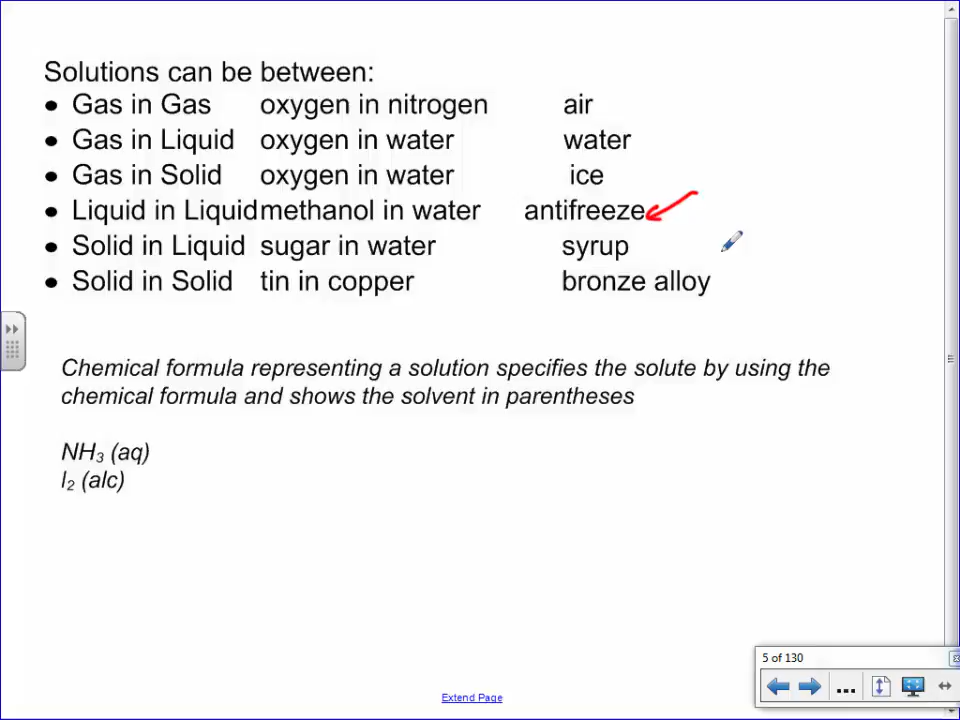 Solutions can be between:
• Gas in Gas oxygen in nitrogen air
• Gas in Liquid oxygen in water water
• Gas in Solid oxygen in water ice
• Liquid in Liquid methanol in water antifreeze
• Solid in Liquid sugar in water syrup
• Solid in Solid tin in copper bronze alloy
Chemical formula representing a solution specifies the solute by using the
chemical formula and shows the solvent in parentheses
NH₃ (aq)
I₂ (alc)
5 of 130
...
Extend Page